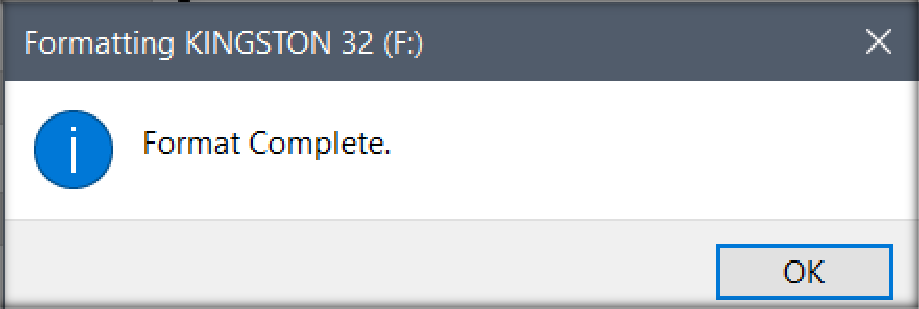 Formatting KINGSTON 32 (F:)
Format Complete.
OK